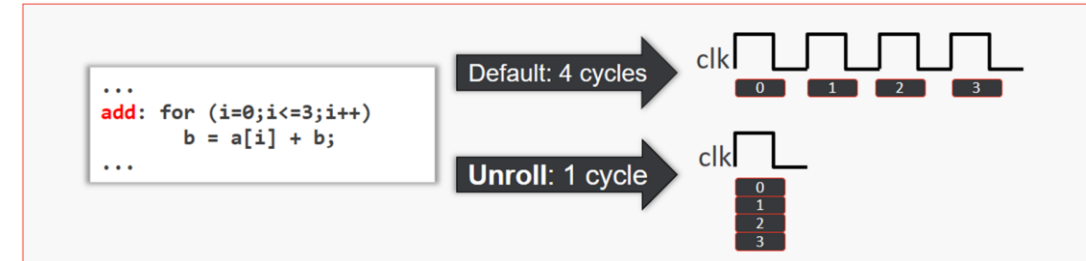 ...
add: for (i=0;i<=3;i++)
b = a[i] + b;
...
Default: 4 cycles
clk
0 1 2 3
Unroll: 1 cycle
clk
0
1
2
3